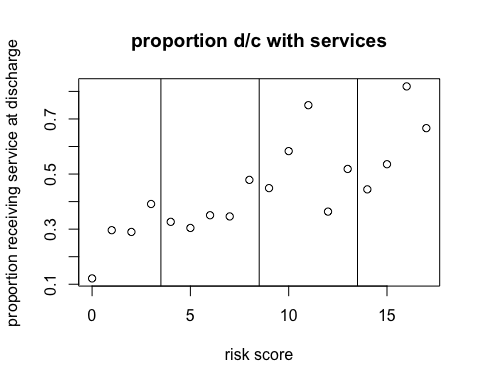 proportion d/c with services
proportion receiving service at discharge
0.7
0.5
0.3
0.1
0 5 10 15
risk score